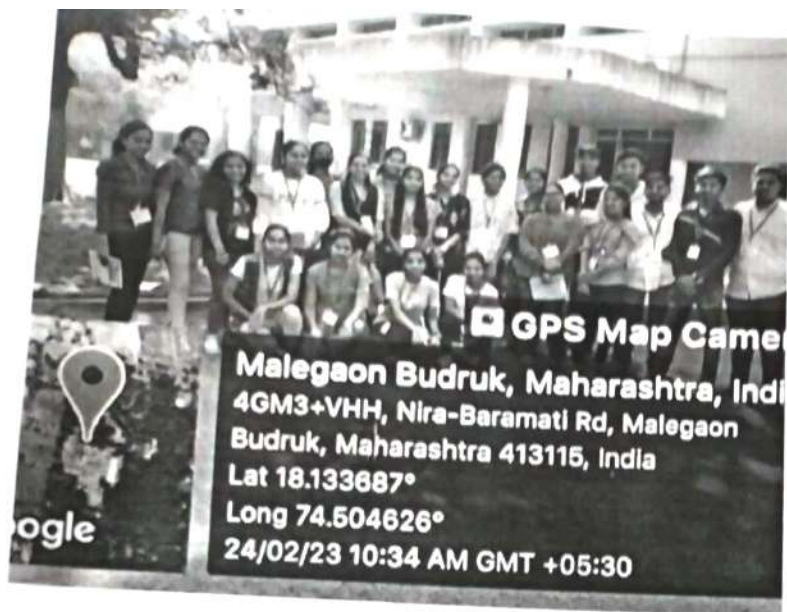 GPS Map Came
Malegaon Budruk, Maharashtra, Indi
4GM3+VHH, Nira-Baramati Rd, Malegaon
Budruk, Maharashtra 413115, India
Lat 18.133687°
Long 74.504626°
24/02/23 10:34 AM GMT +05:30
oogle